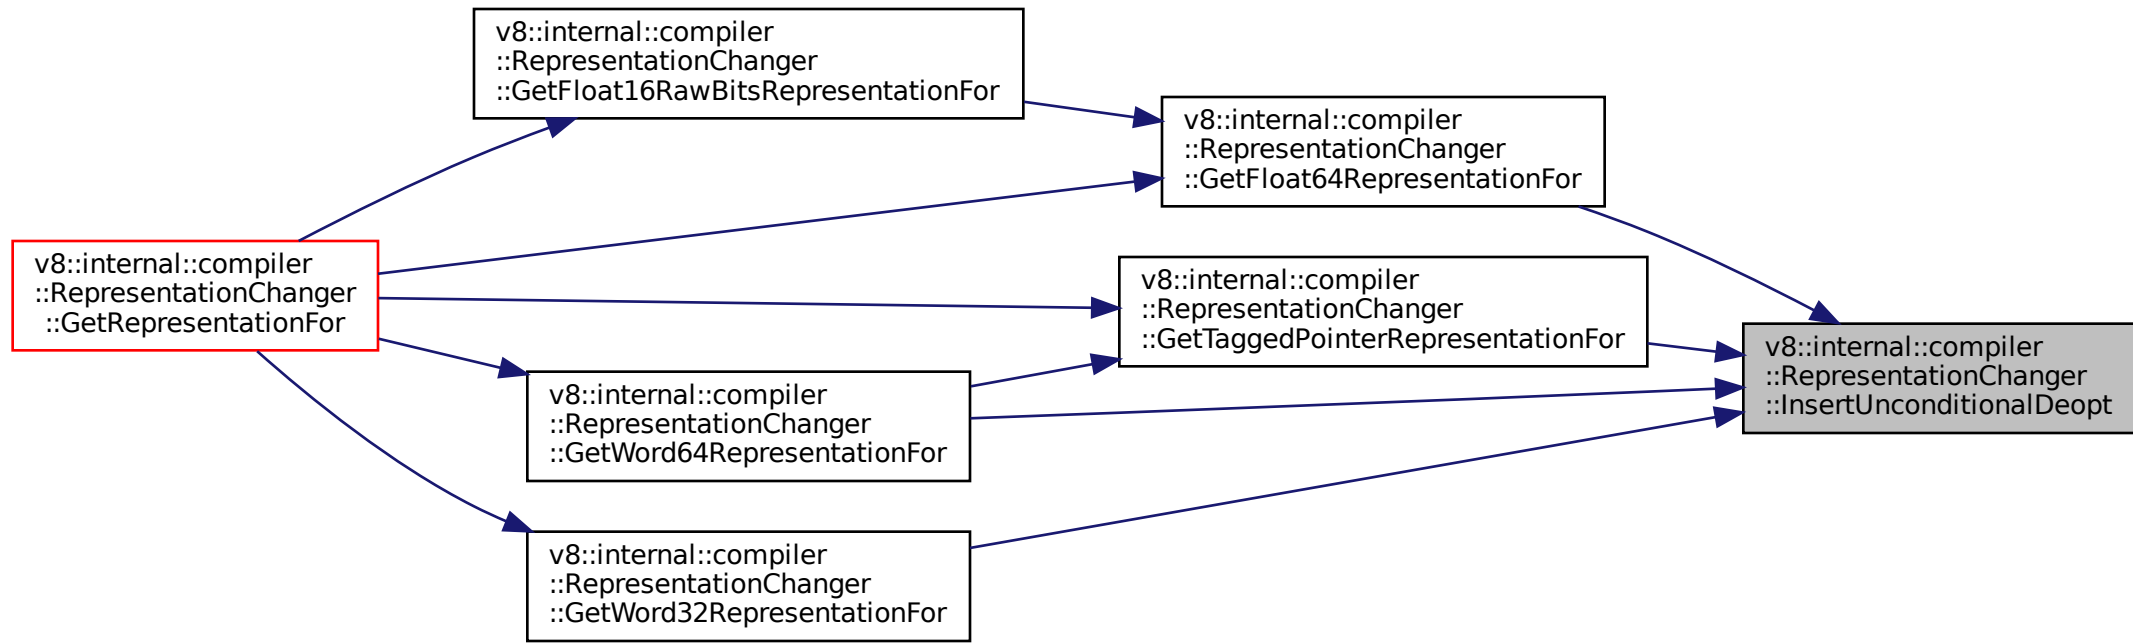 v8::internal::compiler
::RepresentationChanger
::GetFloat16RawBitsRepresentationFor
v8::internal::compiler
::RepresentationChanger
::GetFloat64RepresentationFor
v8::internal::compiler
::RepresentationChanger
::GetRepresentationFor
v8::internal::compiler
::RepresentationChanger
::GetTaggedPointerRepresentationFor
v8::internal::compiler
::RepresentationChanger
::InsertUnconditionalDeopt
v8::internal::compiler
::RepresentationChanger
::GetWord64RepresentationFor
v8::internal::compiler
::RepresentationChanger
::GetWord32RepresentationFor